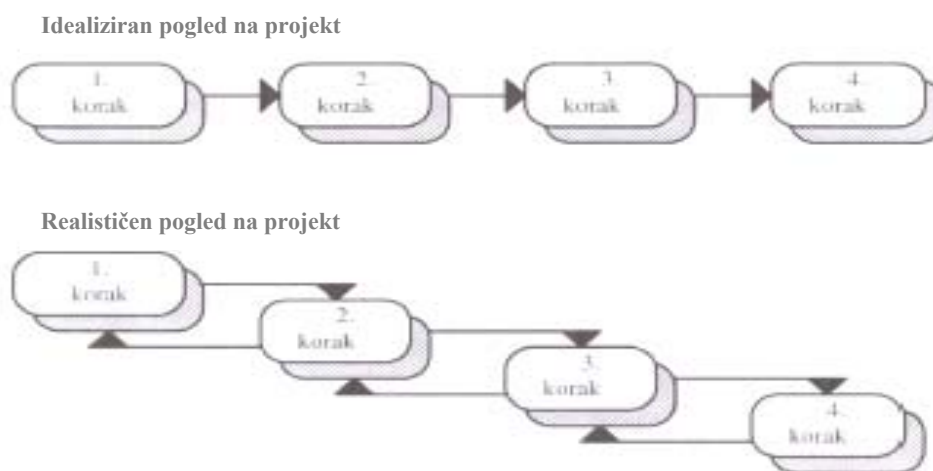 Idealiziran pogled na projekt
1.
korak
2.
korak
3.
korak
4.
korak
Realističen pogled na projekt
1.
korak
2.
korak
3.
korak
4.
korak